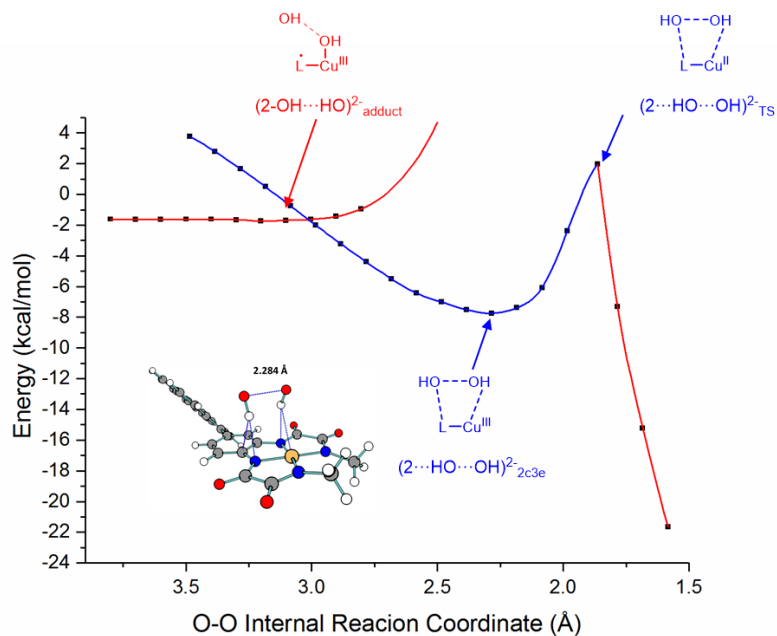 OH
OH
L—Cu^III
(2-OH···HO)^2-_adduct
HO----OH
L—Cu^II
(2···HO···OH)^2-_TS
4
2
0
-2
-4
-6
-8
-10
-12
-14
-16
-18
-20
-22
-24
Energy (kcal/mol)
2.284 Å
HO----OH
L—Cu^III
(2···HO···OH)^2-_2c3e
3.5 3.0 2.5 2.0 1.5
O-O Internal Reacion Coordinate (Å)